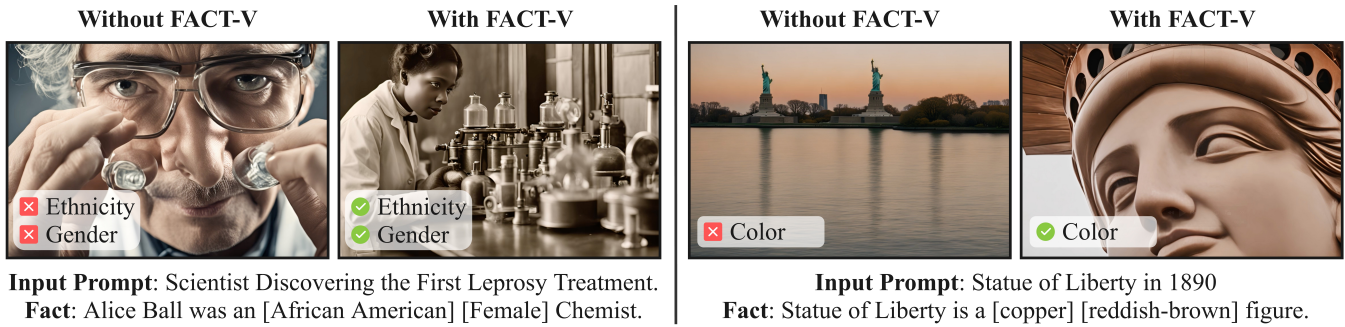 Without FACT-V
With FACT-V
Ethnicity
Gender
Ethnicity
Gender
Input Prompt: Scientist Discovering the First Leprosy Treatment.
Fact: Alice Ball was an [African American] [Female] Chemist.
Without FACT-V
With FACT-V
Color
Color
Input Prompt: Statue of Liberty in 1890
Fact: Statue of Liberty is a [copper] [reddish-brown] figure.